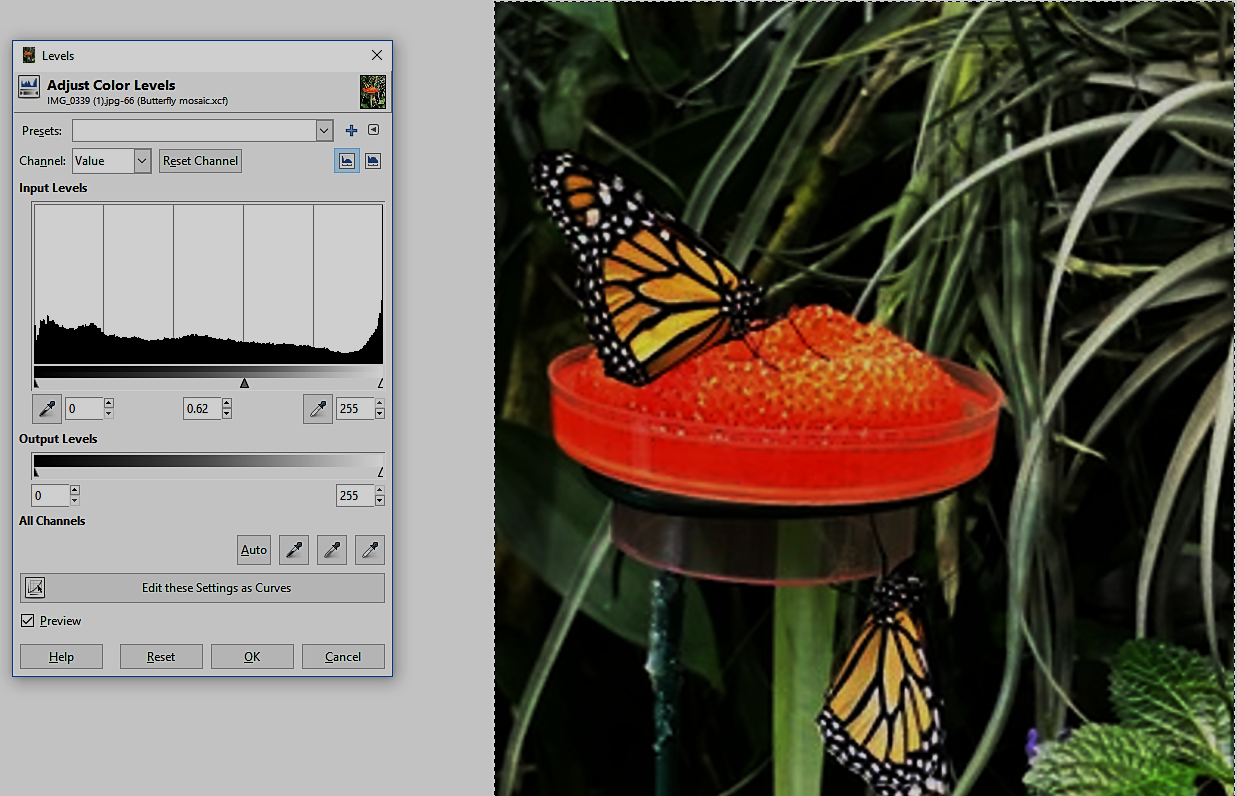 Levels
Adjust Color Levels
IMG_0339 (1).jpg-66 (Butterfly mosaic.xcf)
Presets:
Channel: Value Reset Channel
Input Levels
0 0.62 255
Output Levels
0 255
All Channels
Auto
Edit these Settings as Curves
Preview
Help Reset OK Cancel